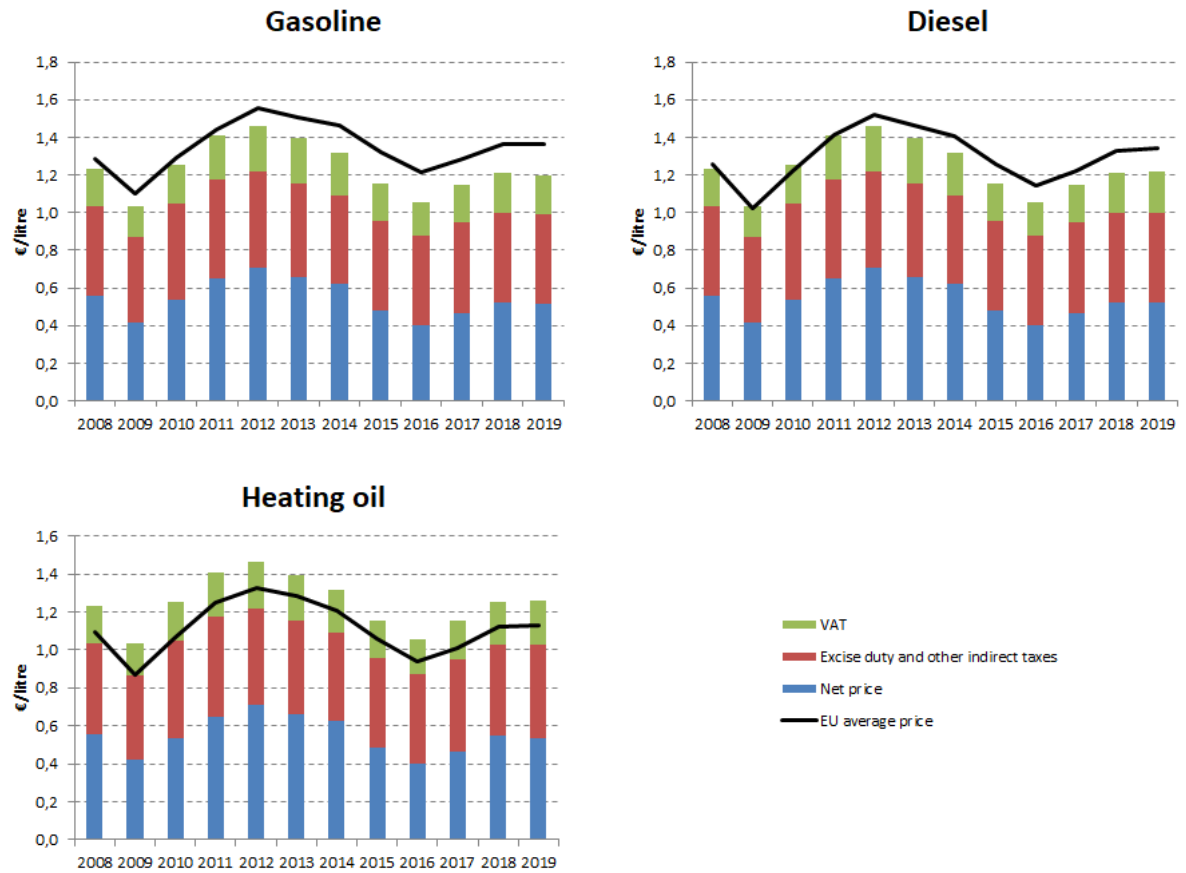 Gasoline
€/litre
1,8
1,6
1,4
1,2
1,0
0,8
0,6
0,4
0,2
0,0
2008 2009 2010 2011 2012 2013 2014 2015 2016 2017 2018 2019
Diesel
€/litre
1,8
1,6
1,4
1,2
1,0
0,8
0,6
0,4
0,2
0,0
2008 2009 2010 2011 2012 2013 2014 2015 2016 2017 2018 2019
Heating oil
€/litre
1,6
1,4
1,2
1,0
0,8
0,6
0,4
0,2
0,0
2008 2009 2010 2011 2012 2013 2014 2015 2016 2017 2018 2019
VAT
Excise duty and other indirect taxes
Net price
EU average price